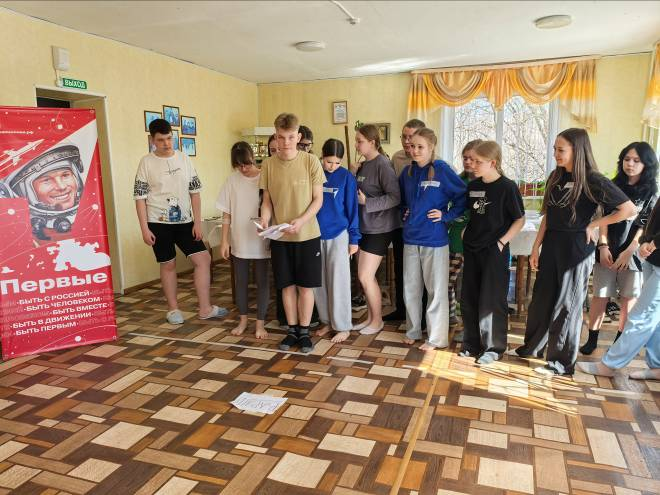 ВЫХОД
Первые
БЫТЬ С РОССИЕЙ
БЫТЬ ЧЕЛОВЕКОМ
БЫТЬ ВМЕСТЕ
БЫТЬ В ДВИЖЕНИИ
БЫТЬ ПЕРВЫМ